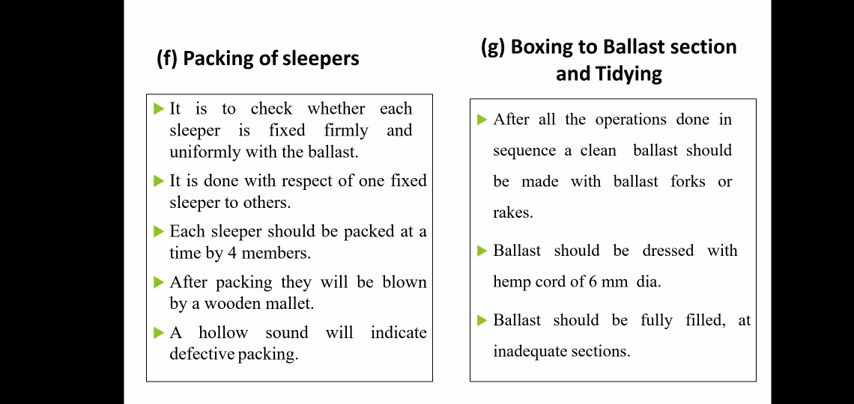 (f) Packing of sleepers
It is to check whether each
sleeper is fixed firmly and
uniformly with the ballast.
It is done with respect of one fixed
sleeper to others.
Each sleeper should be packed at a
time by 4 members.
After packing they will be blown
by a wooden mallet.
A hollow sound will indicate
defective packing.
(g) Boxing to Ballast section
and Tidying
After all the operations done in
sequence a clean ballast should
be made with ballast forks or
rakes.
Ballast should be dressed with
hemp cord of 6 mm dia.
Ballast should be fully filled, at
inadequate sections.